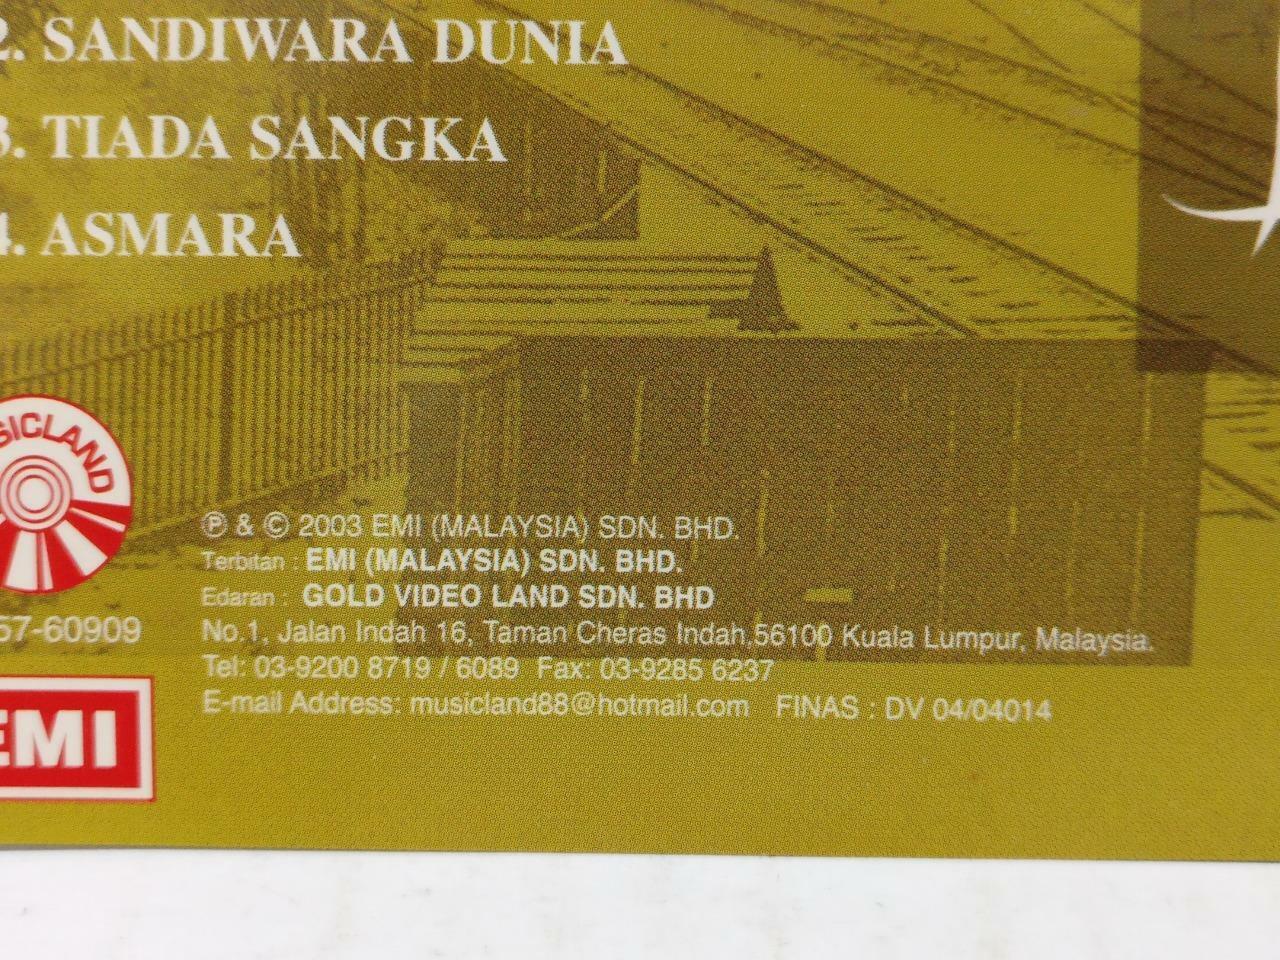 2. SANDIWARA DUNIA
3. TIADA SANGKA
4. ASMARA
SICLAND
℗ & © 2003 EMI (MALAYSIA) SDN. BHD.
Terbitan : EMI (MALAYSIA) SDN. BHD.
Edaran : GOLD VIDEO LAND SDN. BHD
57-60909
No.1, Jalan Indah 16, Taman Cheras Indah,56100 Kuala Lumpur, Malaysia.
Tel: 03-9200 8719 / 6089 Fax: 03-9285 6237
E-mail Address: musicland88@hotmail.com FINAS : DV 04/04014
EMI